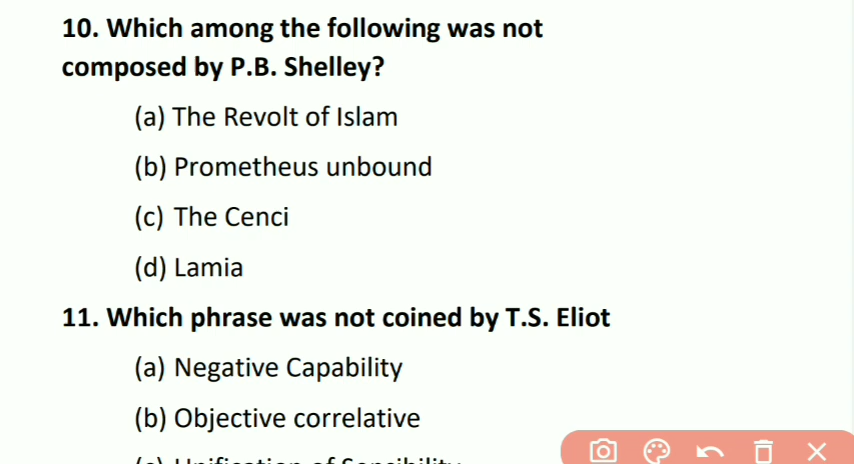 10. Which among the following was not
composed by P.B. Shelley?
(a) The Revolt of Islam
(b) Prometheus unbound
(c) The Cenci
(d) Lamia
11. Which phrase was not coined by T.S. Eliot
(a) Negative Capability
(b) Objective correlative